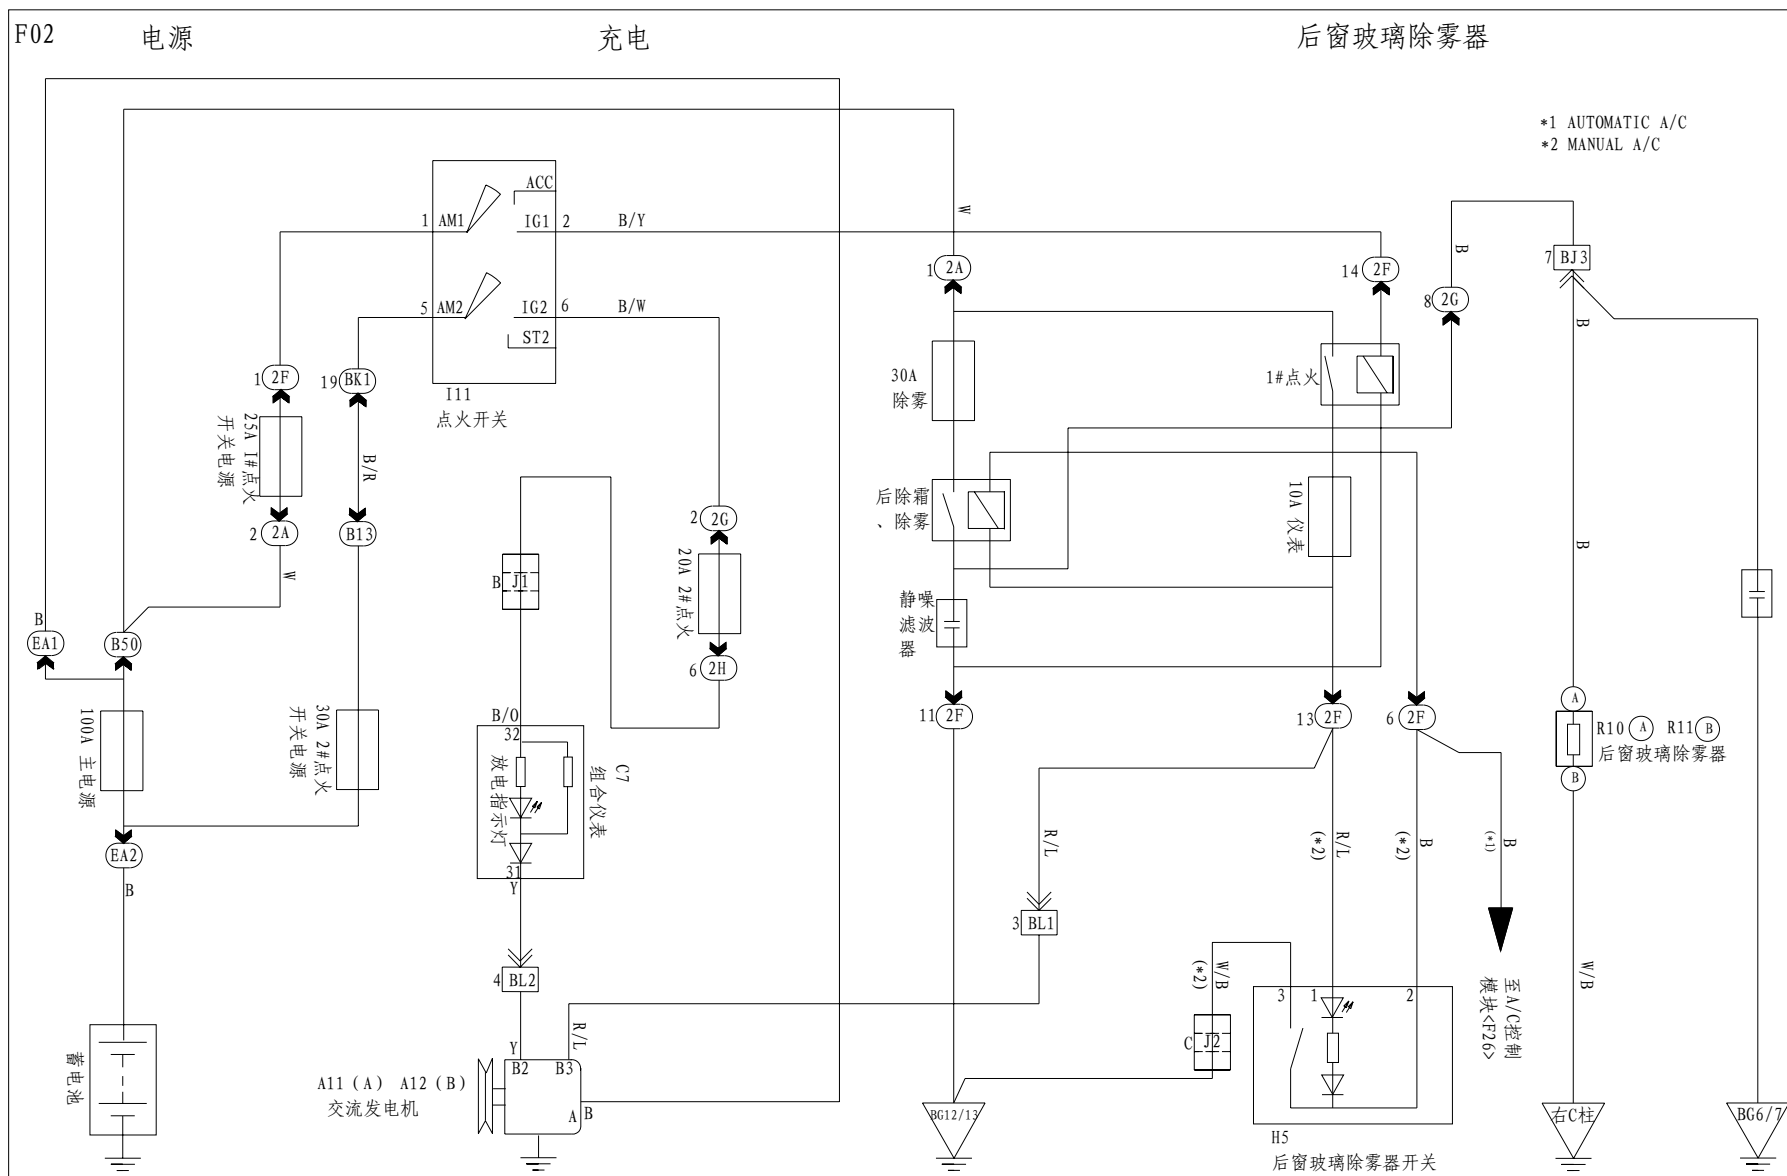 F02
电源
充电
后窗玻璃除雾器
*1 AUTOMATIC A/C
*2 MANUAL A/C
ACC
1 AM1
IG1 2
B/Y
5 AM2
IG2 6
B/W
ST2
I11
点火开关
W
1 2A
14 2F
B
8 2G
7 BJ3
B
1 2F
19 BK1
25A 1#点火
开关电源
B/R
2 2A
B13
W
30A
除雾
1#点火
后除霜
、除雾
10A 仪表
静噪
滤波
器
2 2G
20A 2#点火
6 2H
B J1
B
EA1
B50
100A 主电源
30A 2#点火
开关电源
EA2
B
蓄电池
B/O
32
放电指示灯
C7
组合仪表
31
Y
4 BL2
Y
R/L
B2
B3
A
B
A11 (A) A12 (B)
交流发电机
11 2F
13 2F
6 2F
R/L
R/L
(*2)
B
(*2)
B
(*1)
3 BL1
W/B
(*2)
C J2
3
1
2
H5
后窗玻璃除雾器开关
至A/C控制
模块<F26>
BG12/13
B
A
R10 A R11 B
后窗玻璃除雾器
B
W/B
右C柱
BG6/7